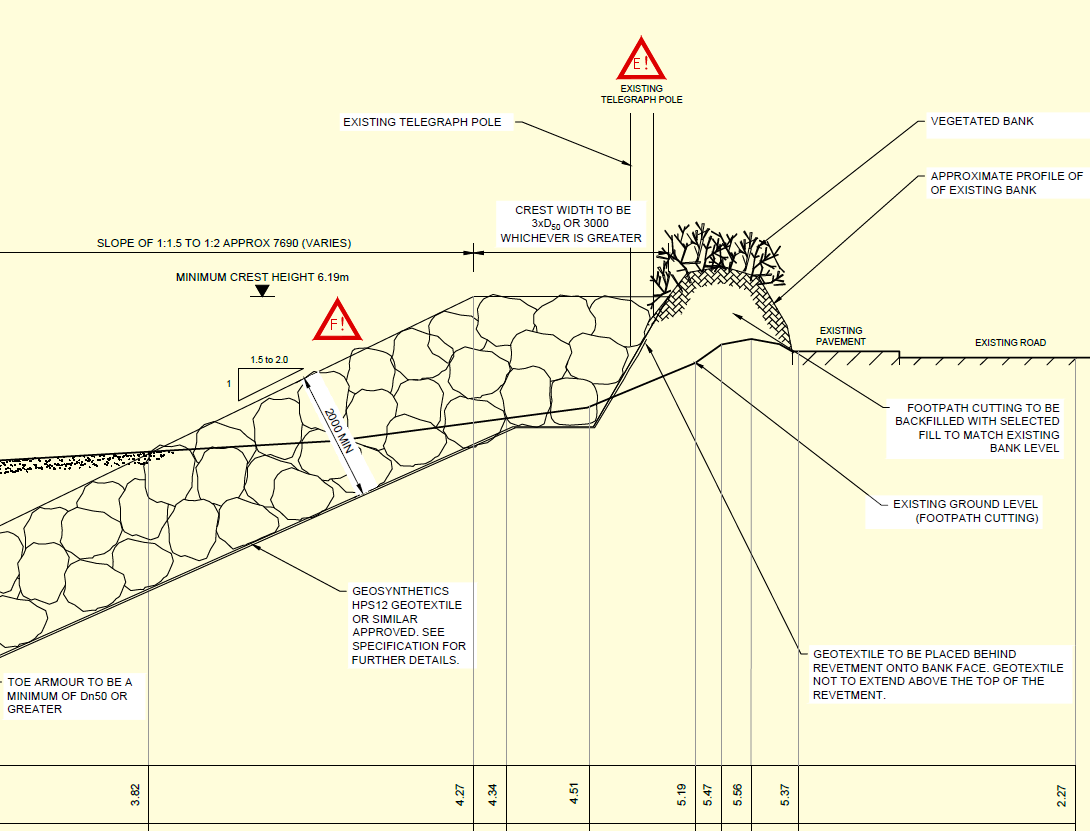 E!
EXISTING
TELEGRAPH POLE
EXISTING TELEGRAPH POLE
VEGETATED BANK
APPROXIMATE PROFILE OF
OF EXISTING BANK
CREST WIDTH TO BE
3xD50 OR 3000
WHICHEVER IS GREATER
SLOPE OF 1:1.5 TO 1:2 APPROX 7690 (VARIES)
MINIMUM CREST HEIGHT 6.19m
F!
1.5 to 2.0
1
2000 MIN
EXISTING
PAVEMENT
EXISTING ROAD
FOOTPATH CUTTING TO BE
BACKFILLED WITH SELECTED
FILL TO MATCH EXISTING
BANK LEVEL
EXISTING GROUND LEVEL
(FOOTPATH CUTTING)
GEOSYNTHETICS
HPS12 GEOTEXTILE
OR SIMILAR
APPROVED. SEE
SPECIFICATION FOR
FURTHER DETAILS.
GEOTEXTILE TO BE PLACED BEHIND
REVETMENT ONTO BANK FACE. GEOTEXTILE
NOT TO EXTEND ABOVE THE TOP OF THE
REVETMENT.
TOE ARMOUR TO BE A
MINIMUM OF Dn50 OR
GREATER
3.82
4.27
4.34
4.51
5.19
5.47
5.56
5.37
2.27